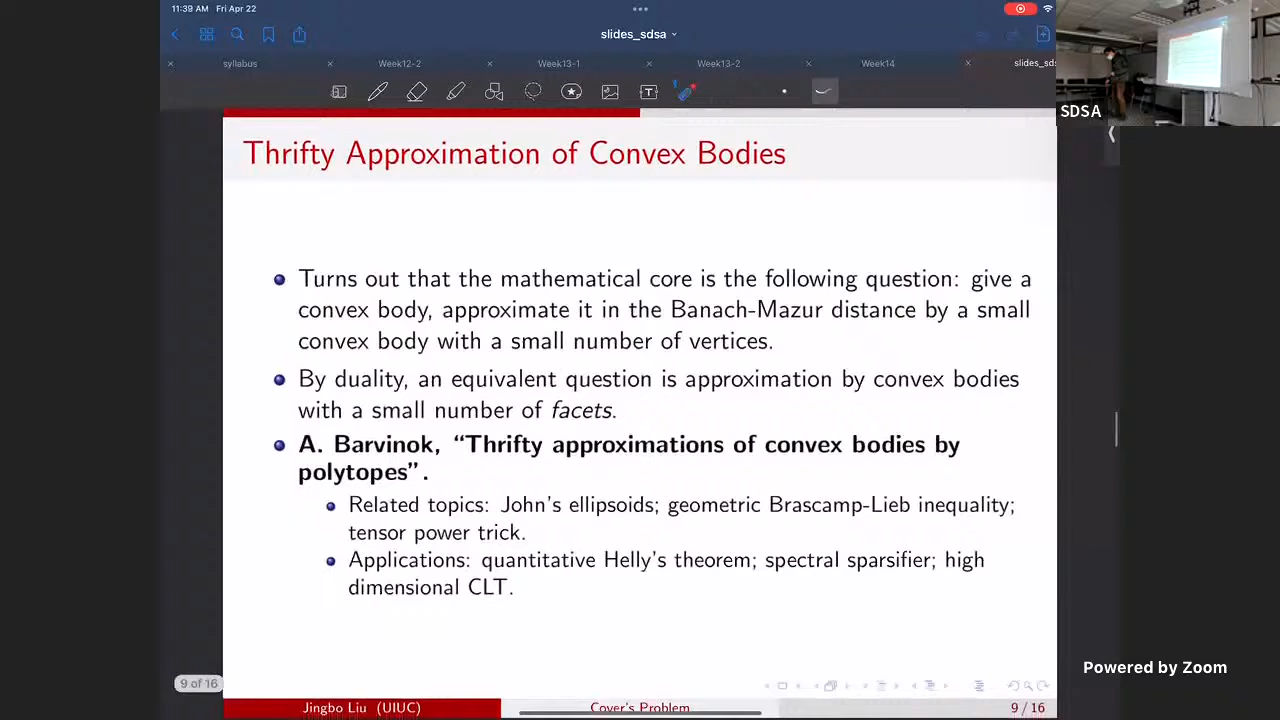 11:39 AM Fri Apr 22
slides_sdsa
syllabus
Week12-2
Week13-1
Week13-2
Week14
slides_sds
SDSA
Thrifty Approximation of Convex Bodies
Turns out that the mathematical core is the following question: give a
convex body, approximate it in the Banach-Mazur distance by a small
convex body with a small number of vertices.
By duality, an equivalent question is approximation by convex bodies
with a small number of facets.
A. Barvinok, “Thrifty approximations of convex bodies by
polytopes”.
Related topics: John's ellipsoids; geometric Brascamp-Lieb inequality;
tensor power trick.
Applications: quantitative Helly's theorem; spectral sparsifier; high
dimensional CLT.
Powered by Zoom
9 of 16
Jingbo Liu (UIUC)
Cover's Problem
9 / 16